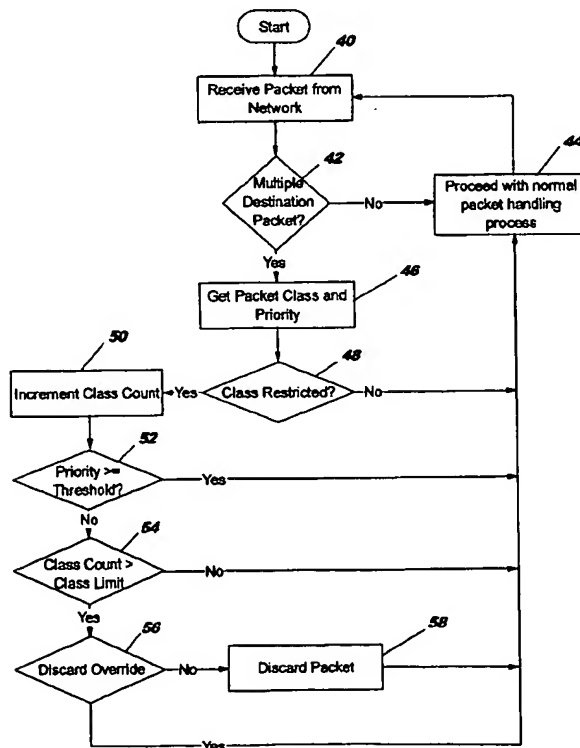 Start
40
Receive Packet from
Network
42
44
Multiple
Destination
Packet?
No
Proceed with normal
packet handling
process
Yes
46
Get Packet Class and
Priority
50
48
Increment Class Count
Yes
Class Restricted?
No
52
Priority >=
Threshold?
Yes
No
54
Class Count >
Class Limit
No
Yes
56
58
Discard Override
No
Discard Packet
Yes